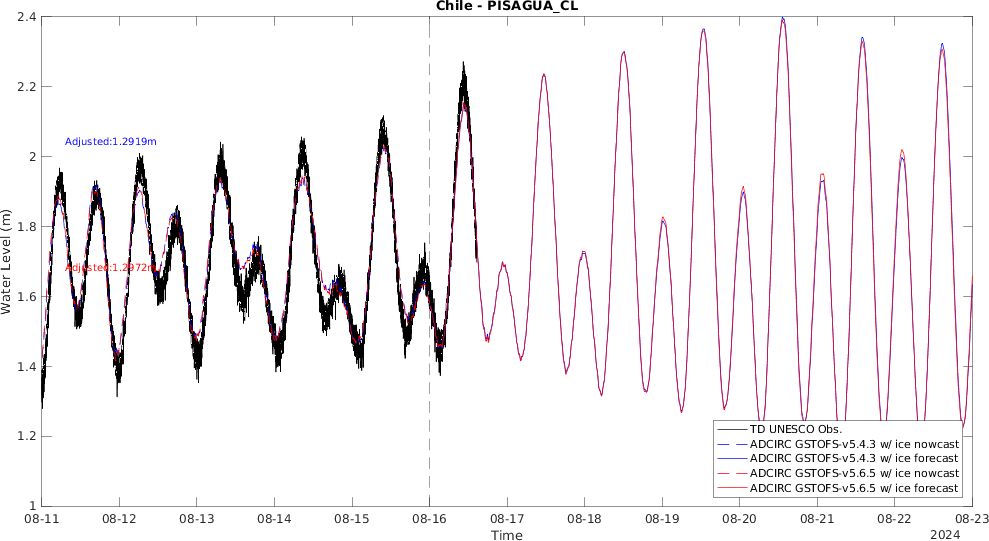 Chile - PISAGUA_CL
2.4
2.2
2
1.8
1.6
1.4
1.2
1
Water Level (m)
Adjusted:1.2919m
Adjusted:1.2972m
TD UNESCO Obs.
ADCIRC GSTOFS-v5.4.3 w/ ice nowcast
ADCIRC GSTOFS-v5.4.3 w/ ice forecast
ADCIRC GSTOFS-v5.6.5 w/ ice nowcast
ADCIRC GSTOFS-v5.6.5 w/ ice forecast
08-11 08-12 08-13 08-14 08-15 08-16 08-17 08-18 08-19 08-20 08-21 08-22 08-23
Time
2024